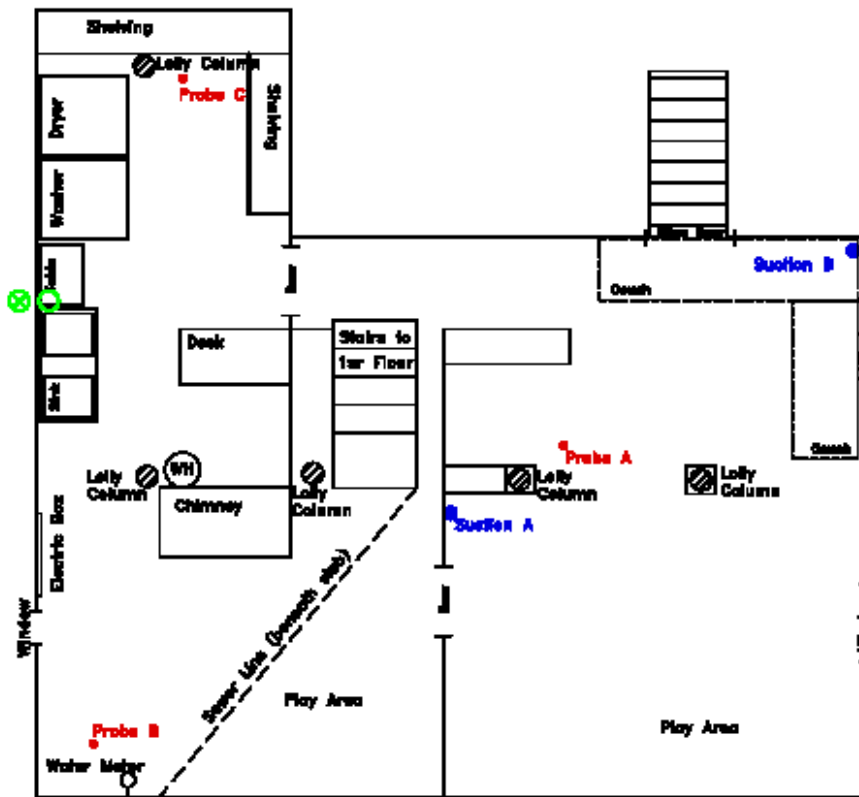 Shelving
Lolly Column
Probe C
Shelving
Dryer
Washer
Suction B
Couch
Table
Door
Desk
Stairs to
1sr Floor
Sink
Couch
Probe A
Lolly
Column
WH
Lolly
Column
Lolly
Column
Lolly
Column
Chimney
Suction A
Electric Box
Door
Window
Sewer Line (beneath slab)
Play Area
Play Area
Probe B
Water Meter